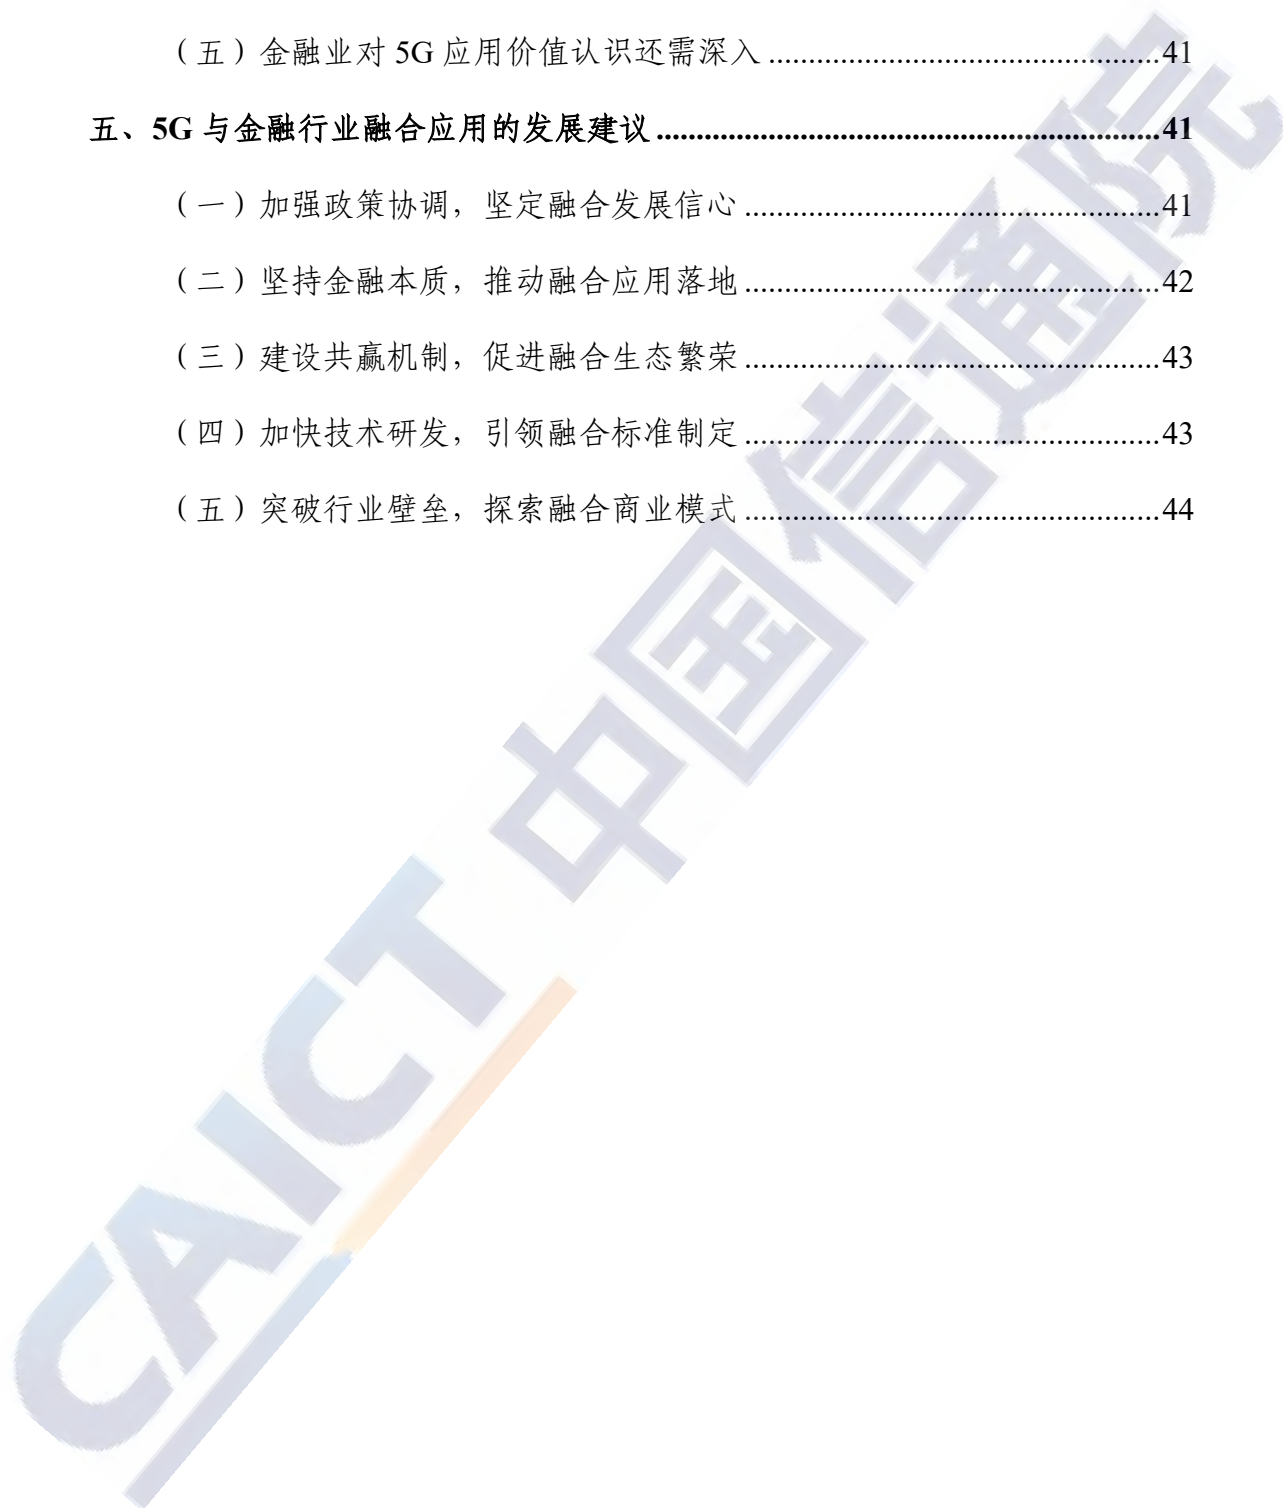 （五）金融业对 5G 应用价值认识还需深入........................................41
五、5G 与金融行业融合应用的发展建议........................................41
（一）加强政策协调，坚定融合发展信心........................................41
（二）坚持金融本质，推动融合应用落地........................................42
（三）建设共赢机制，促进融合生态繁荣........................................43
（四）加快技术研发，引领融合标准制定........................................43
（五）突破行业壁垒，探索融合商业模式........................................44
CAICT 中国信通院